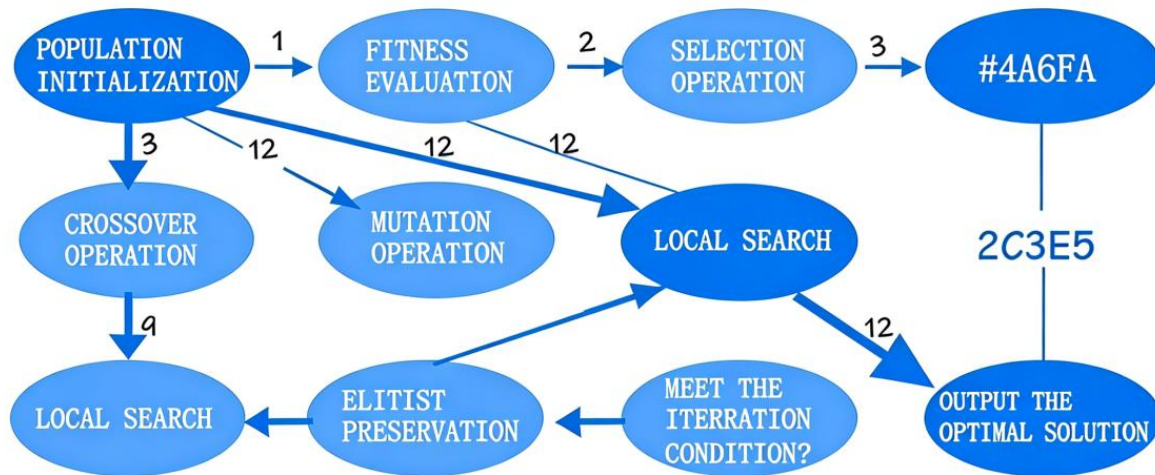 POPULATION
INITIALIZATION
1
FITNESS
EVALUATION
2
SELECTION
OPERATION
3
#4A6FA
3
12
12
12
CROSSOVER
OPERATION
MUTATION
OPERATION
LOCAL SEARCH
2C3E5
9
12
LOCAL SEARCH
ELITIST
PRESERVATION
MEET THE
ITERRATION
CONDITION?
OUTPUT THE
OPTIMAL SOLUTION